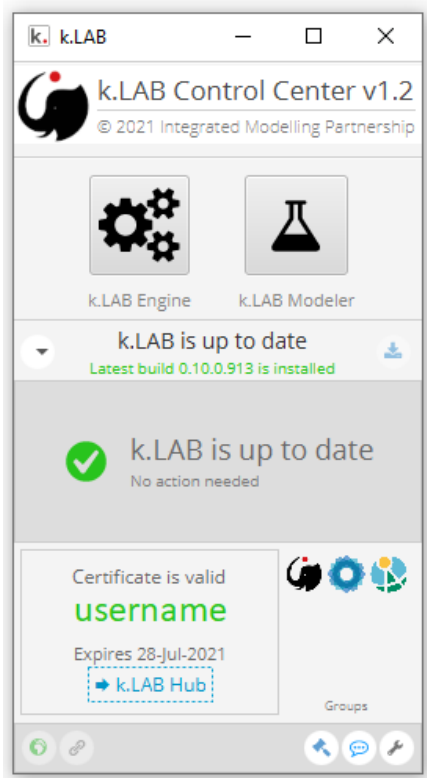 k. k.LAB
k.LAB Control Center v1.2
© 2021 Integrated Modelling Partnership
k.LAB Engine
k.LAB Modeler
k.LAB is up to date
Latest build 0.10.0.913 is installed
k.LAB is up to date
No action needed
Certificate is valid
username
Expires 28-Jul-2021
k.LAB Hub
Groups